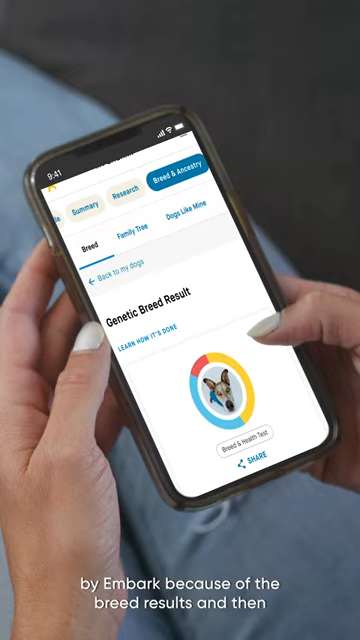 9:41
Summary
Research
Breed & Ancestry
Breed
Family Tree
Dogs Like Mine
← Back to my dogs
Genetic Breed Result
LEARN HOW IT'S DONE
Breed & Health Test
SHARE
by Embark because of the
breed results and then